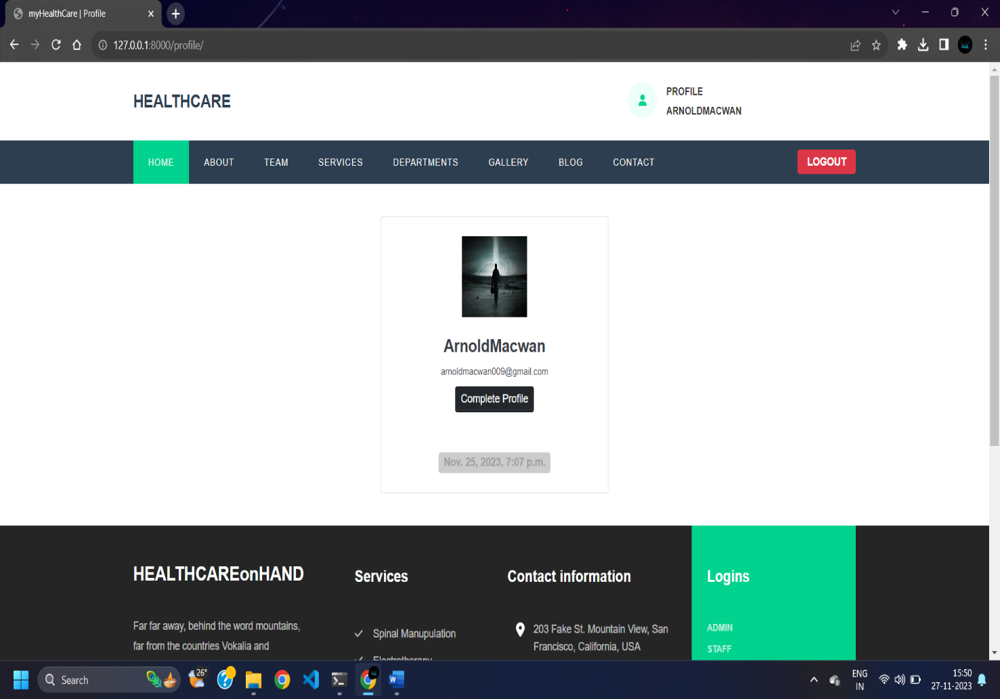 myHealthCare | Profile
127.0.0.1:8000/profile/
HEALTHCARE
PROFILE
ARNOLDMACWAN
HOME ABOUT TEAM SERVICES DEPARTMENTS GALLERY BLOG CONTACT LOGOUT
ArnoldMacwan
arnoldmacwan009@gmail.com
Complete Profile
Nov. 25, 2023, 7:07 p.m.
HEALTHCAREonHAND
Far far away, behind the word mountains,
far from the countries Vokalia and
Services
Spinal Manupulation
Electrotherapy
Contact information
203 Fake St. Mountain View, San
Francisco, California, USA
Logins
ADMIN
STAFF
Search
26°
ENG
IN
15:50
27-11-2023